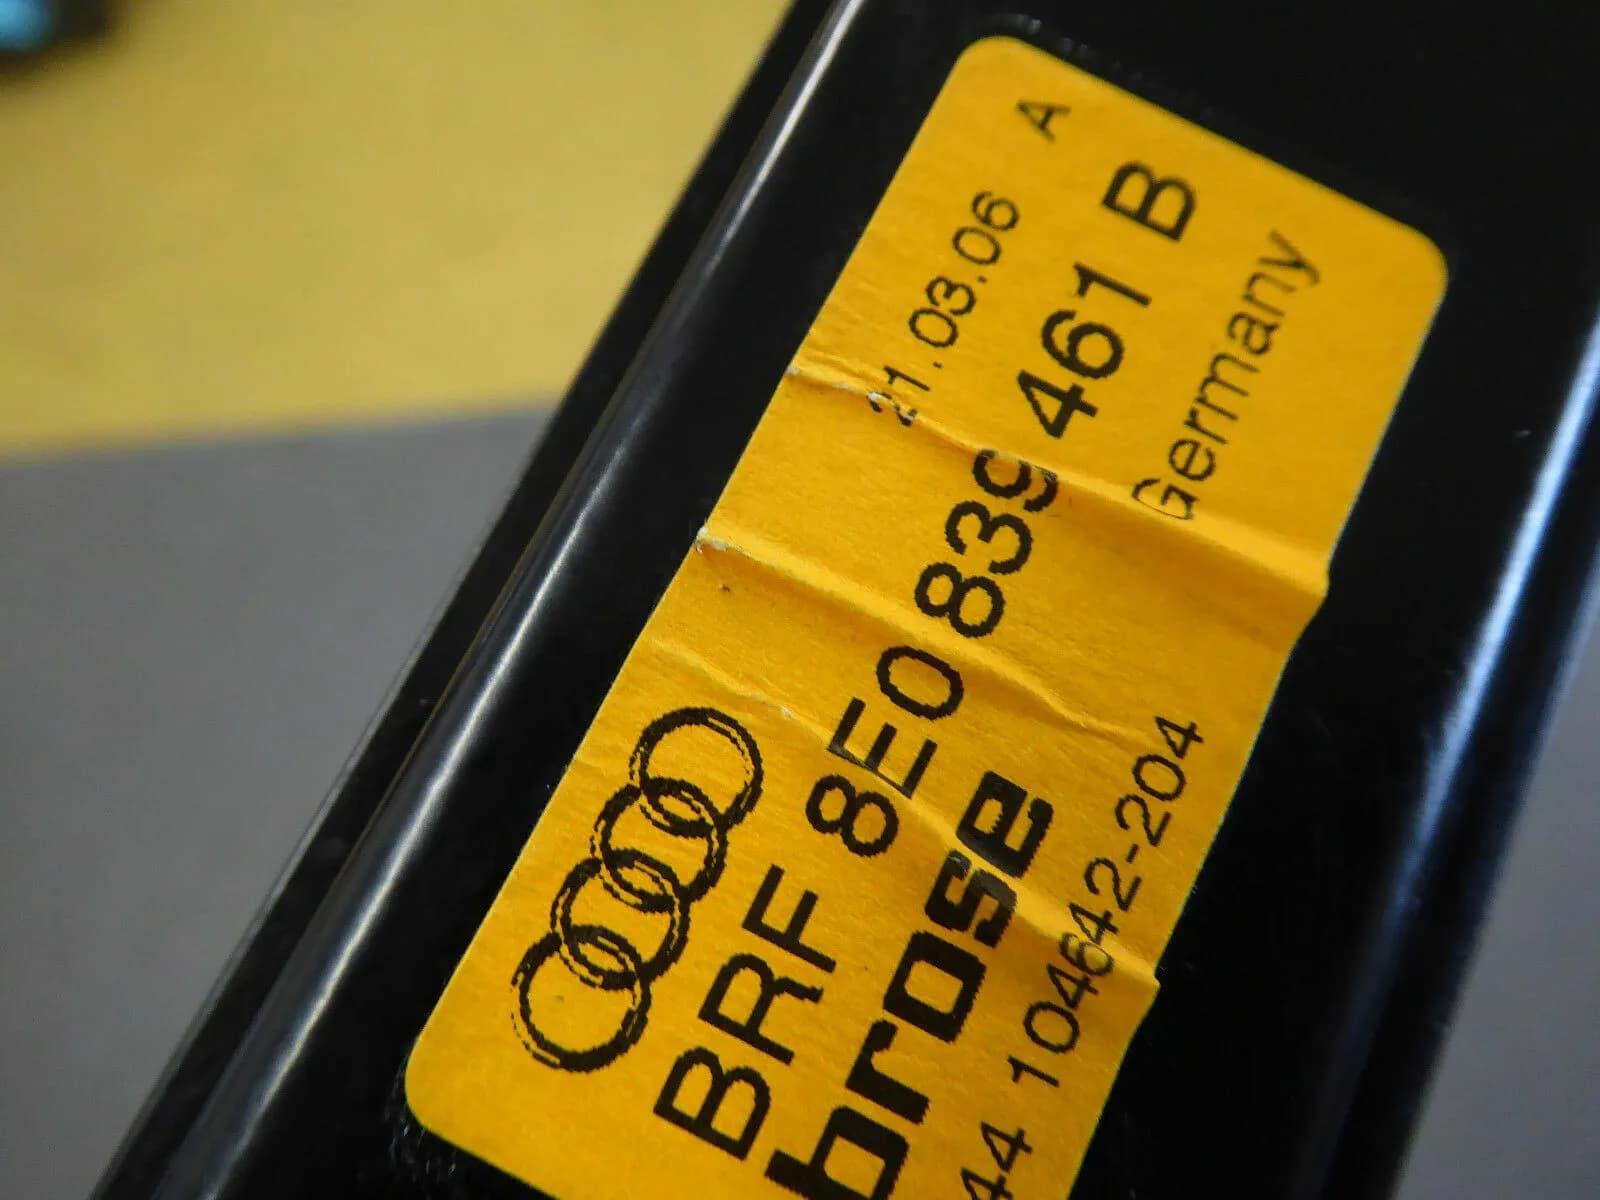 21.03.06 A
BRF 8E0 839 461 B
brose Germany
44 104642-204